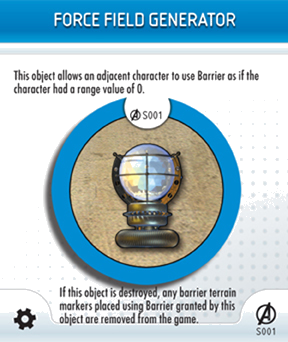 FORCE FIELD GENERATOR
This object allows an adjacent character to use Barrier as if the
character had a range value of 0.
S001
If this object is destroyed, any barrier terrain
markers placed using Barrier granted by this
object are removed from the game.
S001